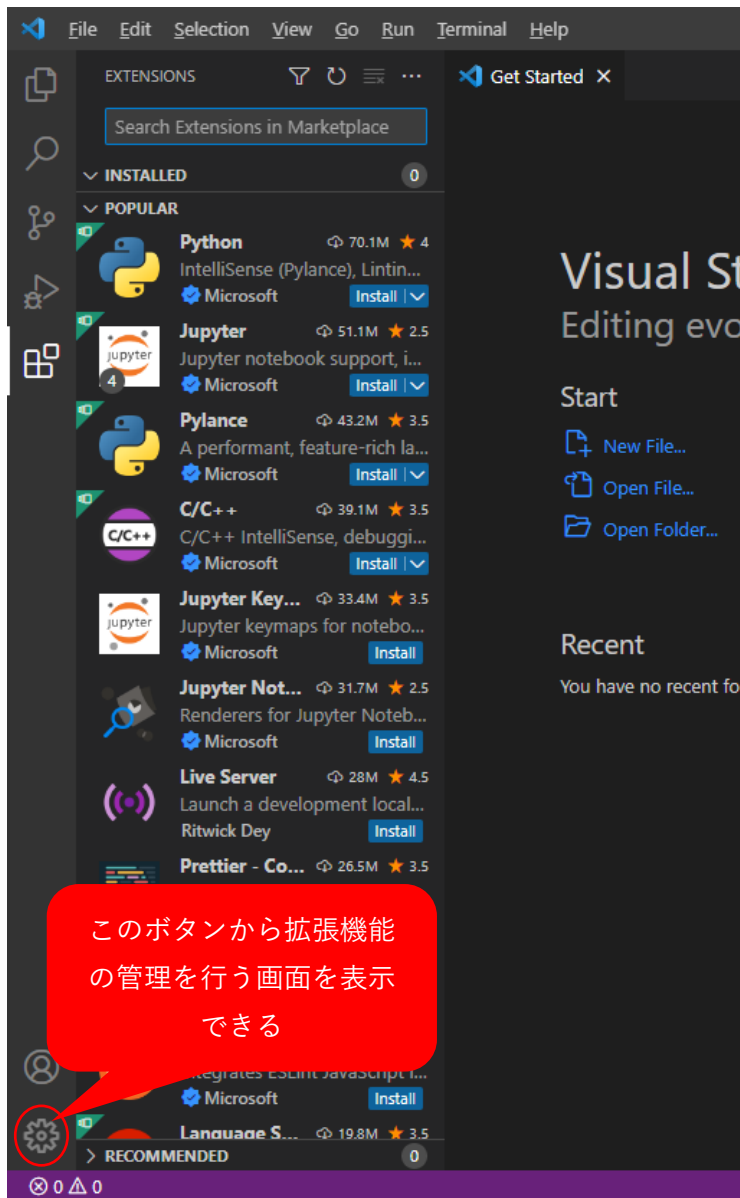 File Edit Selection View Go Run Terminal Help
EXTENSIONS
Get Started
Search Extensions in Marketplace
INSTALLED 0
POPULAR
Python 70.1M 4
IntelliSense (Pylance), Lintin...
Microsoft Install
Jupyter 51.1M 2.5
Jupyter notebook support, i...
Microsoft Install
jupyter
4
Pylance 43.2M 3.5
A performant, feature-rich la...
Microsoft Install
C/C++ 39.1M 3.5
C/C++ IntelliSense, debuggi...
Microsoft Install
C/C++
Jupyter Key... 33.4M 3.5
Jupyter keymaps for notebo...
Microsoft Install
jupyter
Jupyter Not... 31.7M 2.5
Renderers for Jupyter Noteb...
Microsoft Install
Live Server 28M 4.5
Launch a development local...
Ritwick Dey Install
Prettier - Co... 26.5M 3.5
このボタンから拡張機能
の管理を行う画面を表示
できる
Integrates ESLint JavaScript i...
Microsoft Install
Language S... 19.8M 3.5
RECOMMENDED 0
0 0
Visual St
Editing evo
Start
New File...
Open File...
Open Folder...
Recent
You have no recent fo